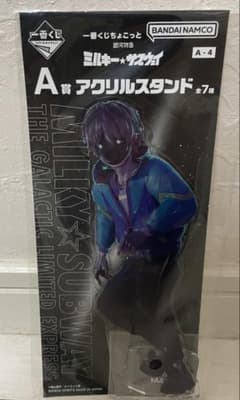 一番くじ
一番くじちょこっと
銀河特急
ミルキー☆サブウェイ
BANDAI NAMCO
A-4
A賞 アクリルスタンド 全7種
MILKY☆SUBWAY
THE GALACTIC LIMITED EXPRESS